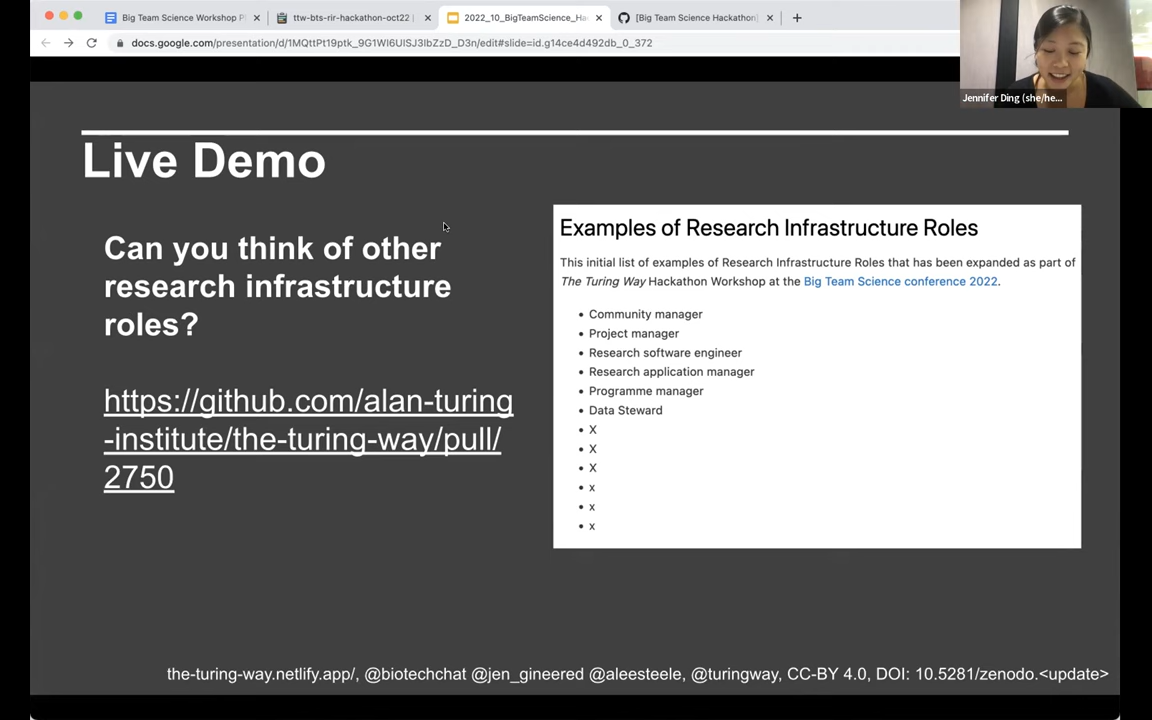 Big Team Science Workshop P
ttw-bts-rir-hackathon-oct22 |
2022_10_BigTeamScience_Ha
[Big Team Science Hackathon]
docs.google.com/presentation/d/1MQttPt19ptk_9G1Wl6UISJ3IbZzD_D3n/edit#slide=id.g14ce4d492db_0_372
Jennifer Ding (she/he...
Live Demo
Can you think of other
research infrastructure
roles?
https://github.com/alan-turing
-institute/the-turing-way/pull/
2750
Examples of Research Infrastructure Roles
This initial list of examples of Research Infrastructure Roles that has been expanded as part of
The Turing Way Hackathon Workshop at the Big Team Science conference 2022.
• Community manager
• Project manager
• Research software engineer
• Research application manager
• Programme manager
• Data Steward
• X
• X
• X
• x
• x
• x
the-turing-way.netlify.app/, @biotechchat @jen_gineered @aleesteele, @turingway, CC-BY 4.0, DOI: 10.5281/zenodo.<update>